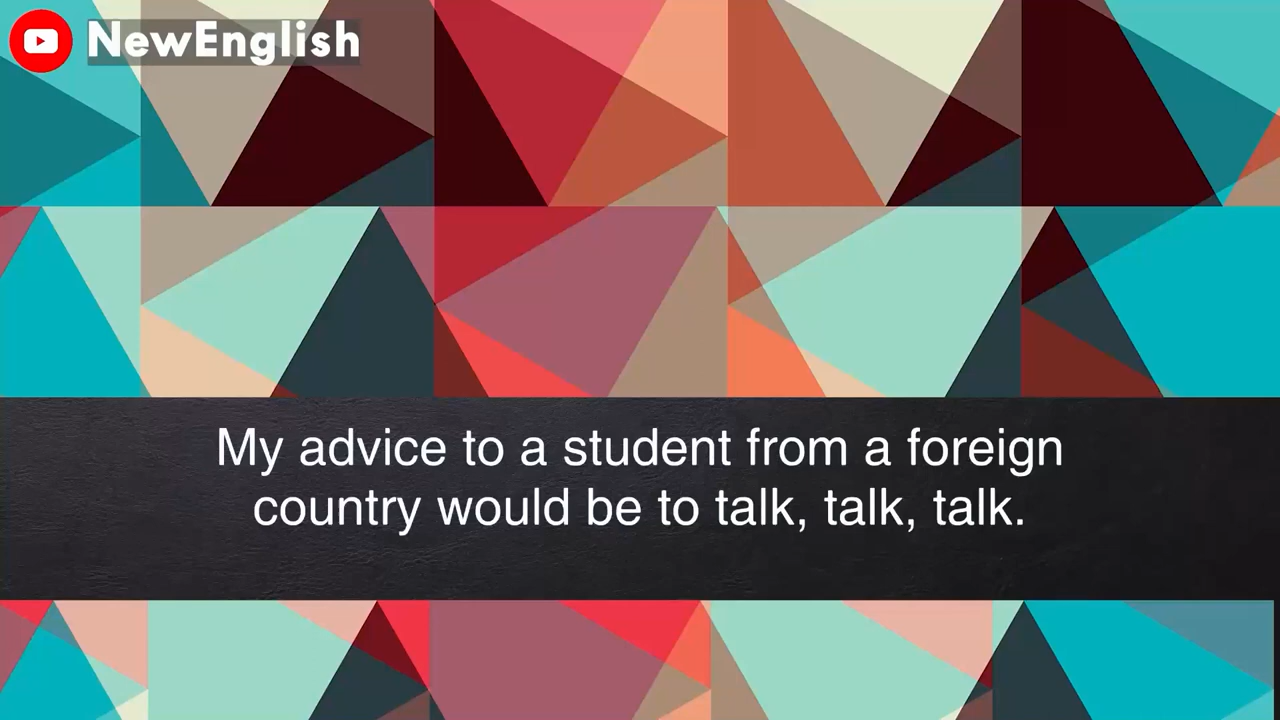 NewEnglish
My advice to a student from a foreign
country would be to talk, talk, talk.